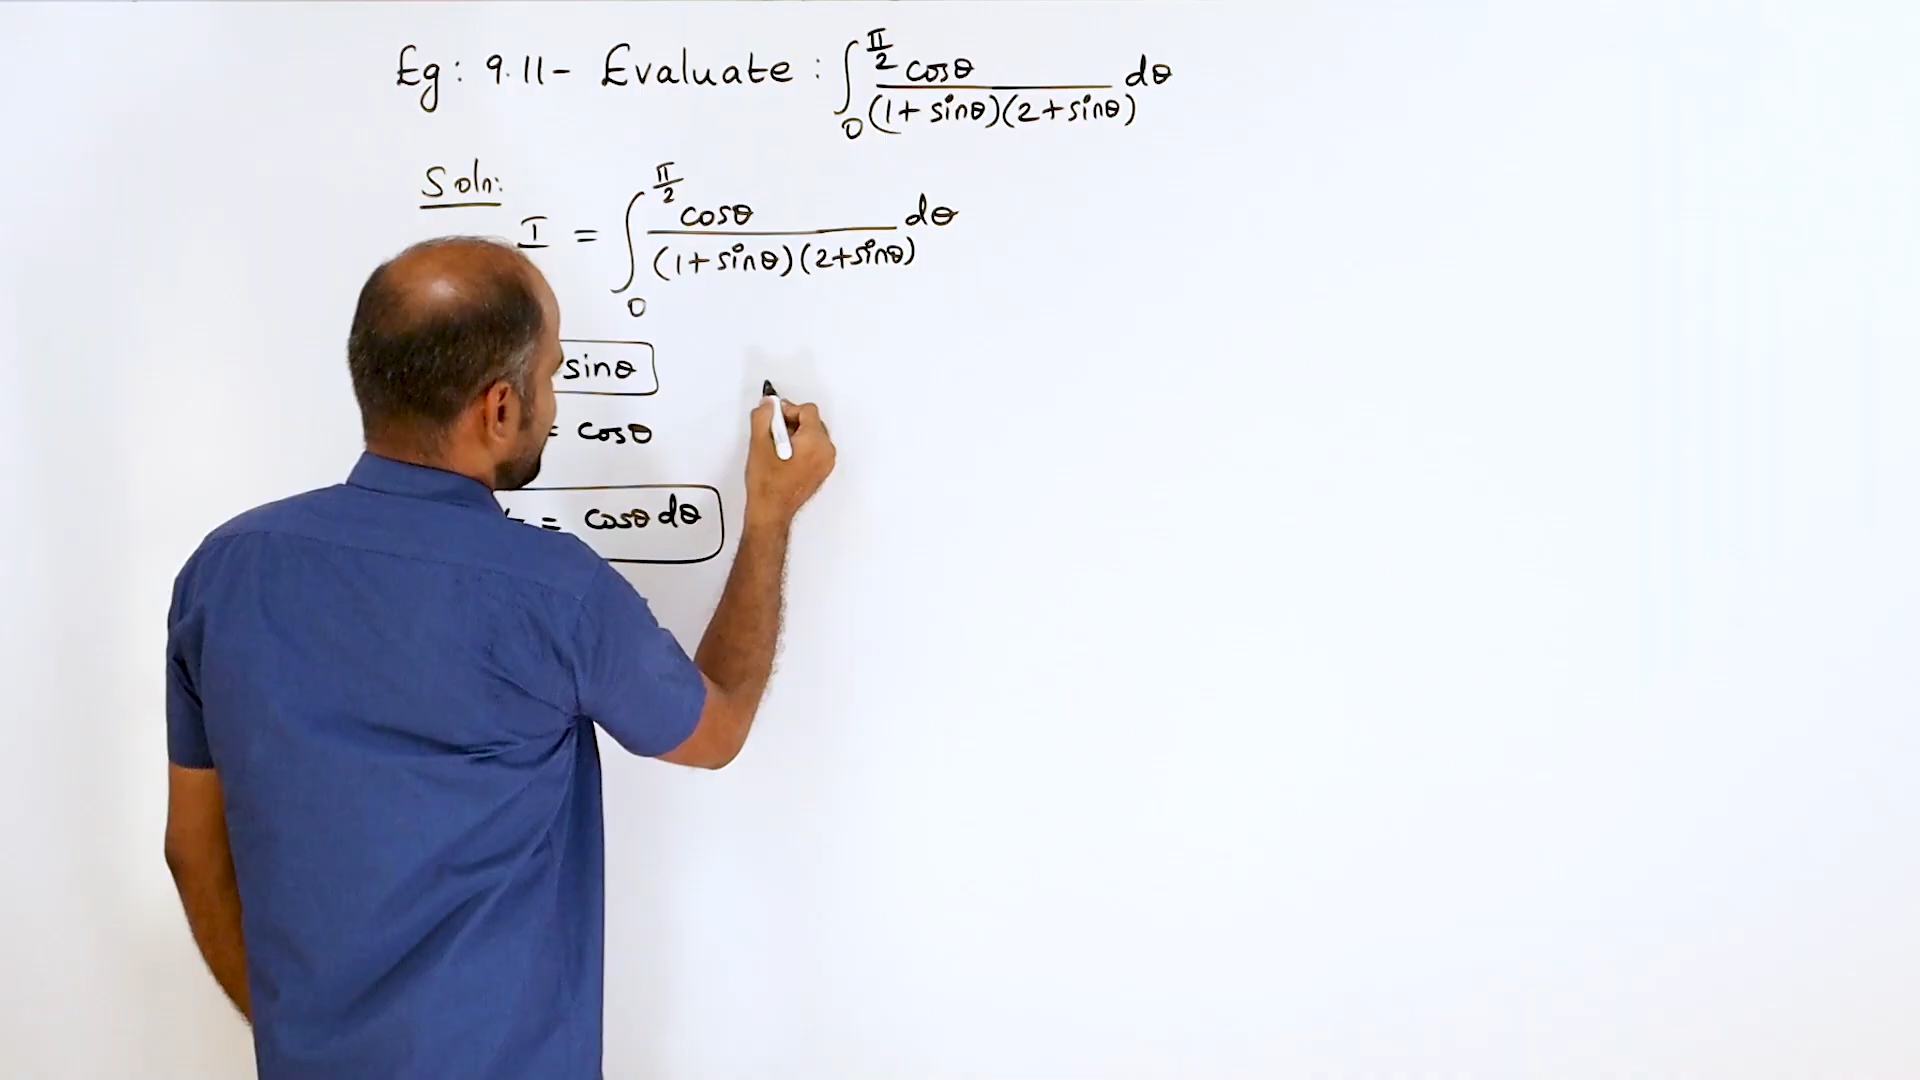 Eg: 9.11- Evaluate : ∫₀^(π/2) cosθ / (1+sinθ)(2+sinθ) dθ
Soln:
I = ∫₀^(π/2) cosθ / (1+sinθ)(2+sinθ) dθ
sinθ
= cosθ
= cosθ dθ